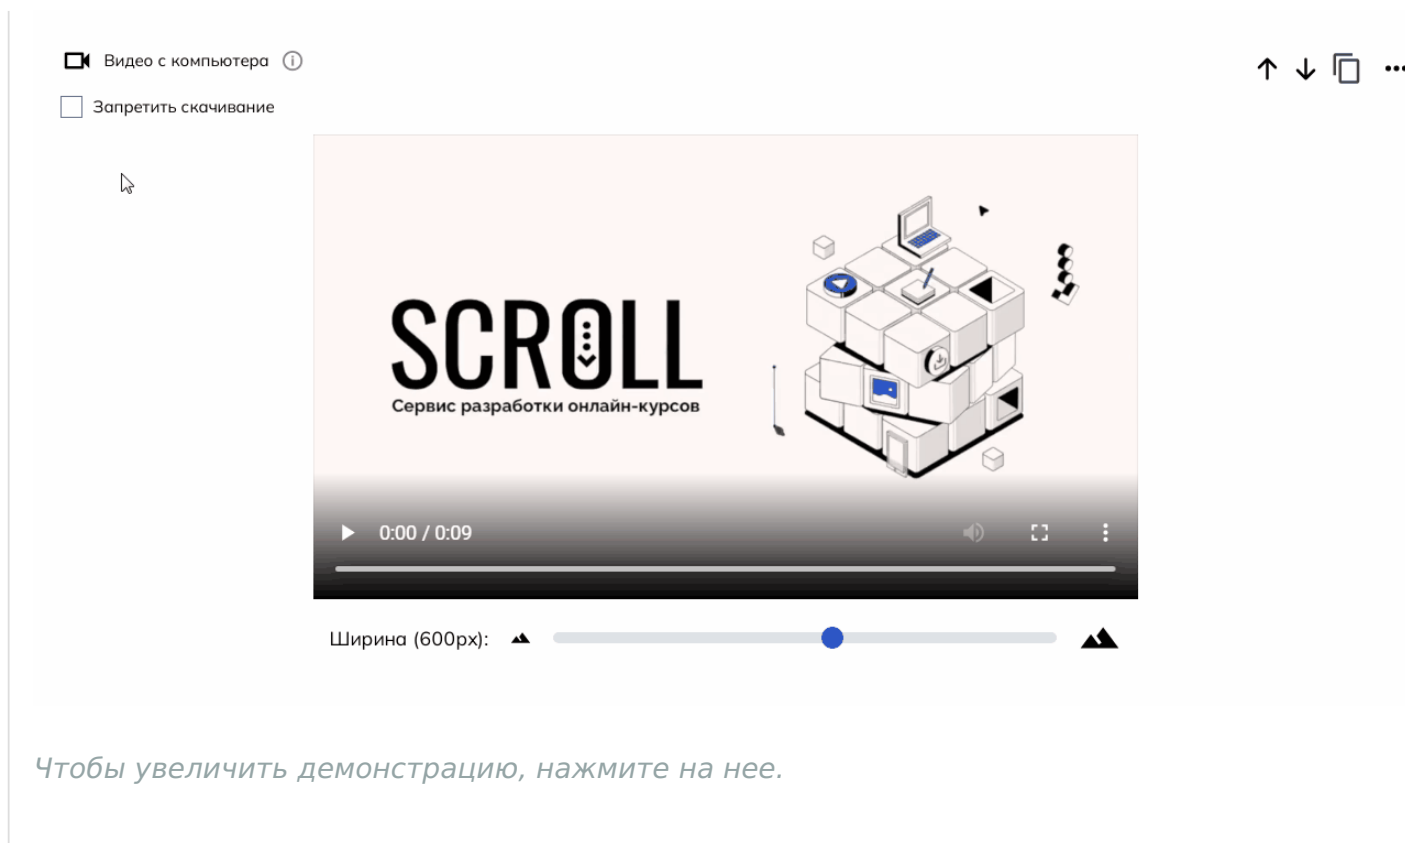 Видео с компьютера
Запретить скачивание
SCROLL
Сервис разработки онлайн-курсов
0:00 / 0:09
Ширина (600px):
Чтобы увеличить демонстрацию, нажмите на нее.